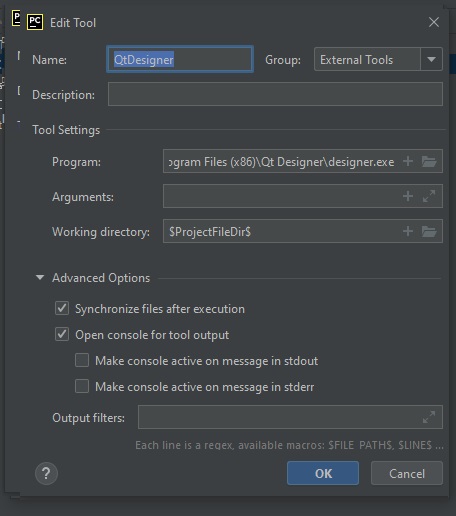 PC Edit Tool
Name: QtDesigner Group: External Tools
Description:
Tool Settings
Program: ogram Files (x86)\Qt Designer\designer.exe
Arguments:
Working directory: $ProjectFileDir$
Advanced Options
Synchronize files after execution
Open console for tool output
Make console active on message in stdout
Make console active on message in stderr
Output filters:
Each line is a regex, available macros: $FILE_PATH$, $LINE$ ...
? OK Cancel